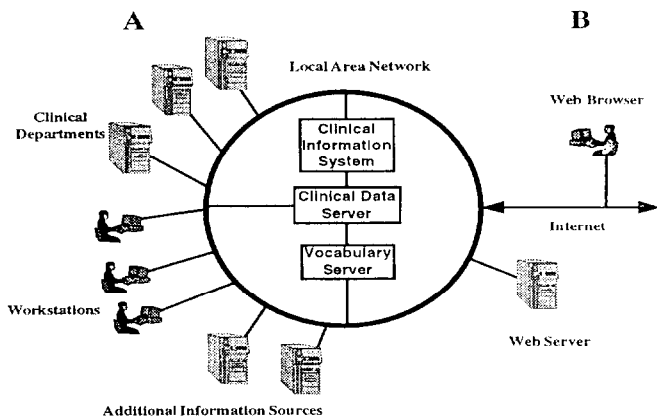 A
B
Local Area Network
Web Browser
Clinical
Departments
Clinical
Information
System
Clinical Data
Server
Vocabulary
Server
Internet
Workstations
Web Server
Additional Information Sources